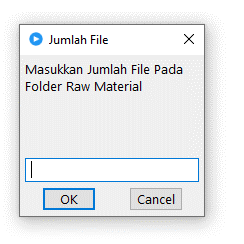 Jumlah File
Masukkan Jumlah File Pada
Folder Raw Material
OK
Cancel